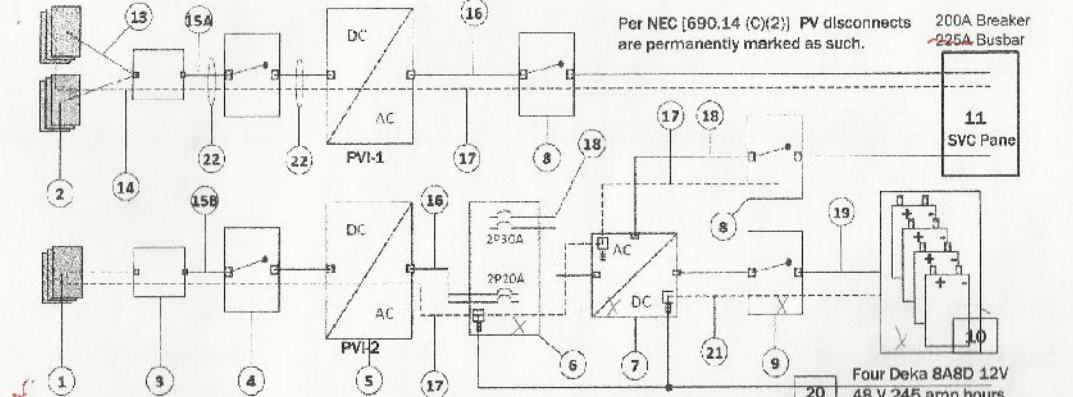 13
15A
16
Per NEC [690.14 (C)(2)] PV disconnects
are permanently marked as such.
200A Breaker
225A Busbar
DC
AC
PVI-1
11
SVC Pane
2
14
22
22
17
8
18
17
18
15B
16
DC
AC
PVI-2
2P30A
2P20A
AC
DC
8
19
+ -
+ -
+ -
+ -
10
1
3
4
5
17
6
7
21
9
20
Four Deka 8A8D 12V
48 V 245 amp hours